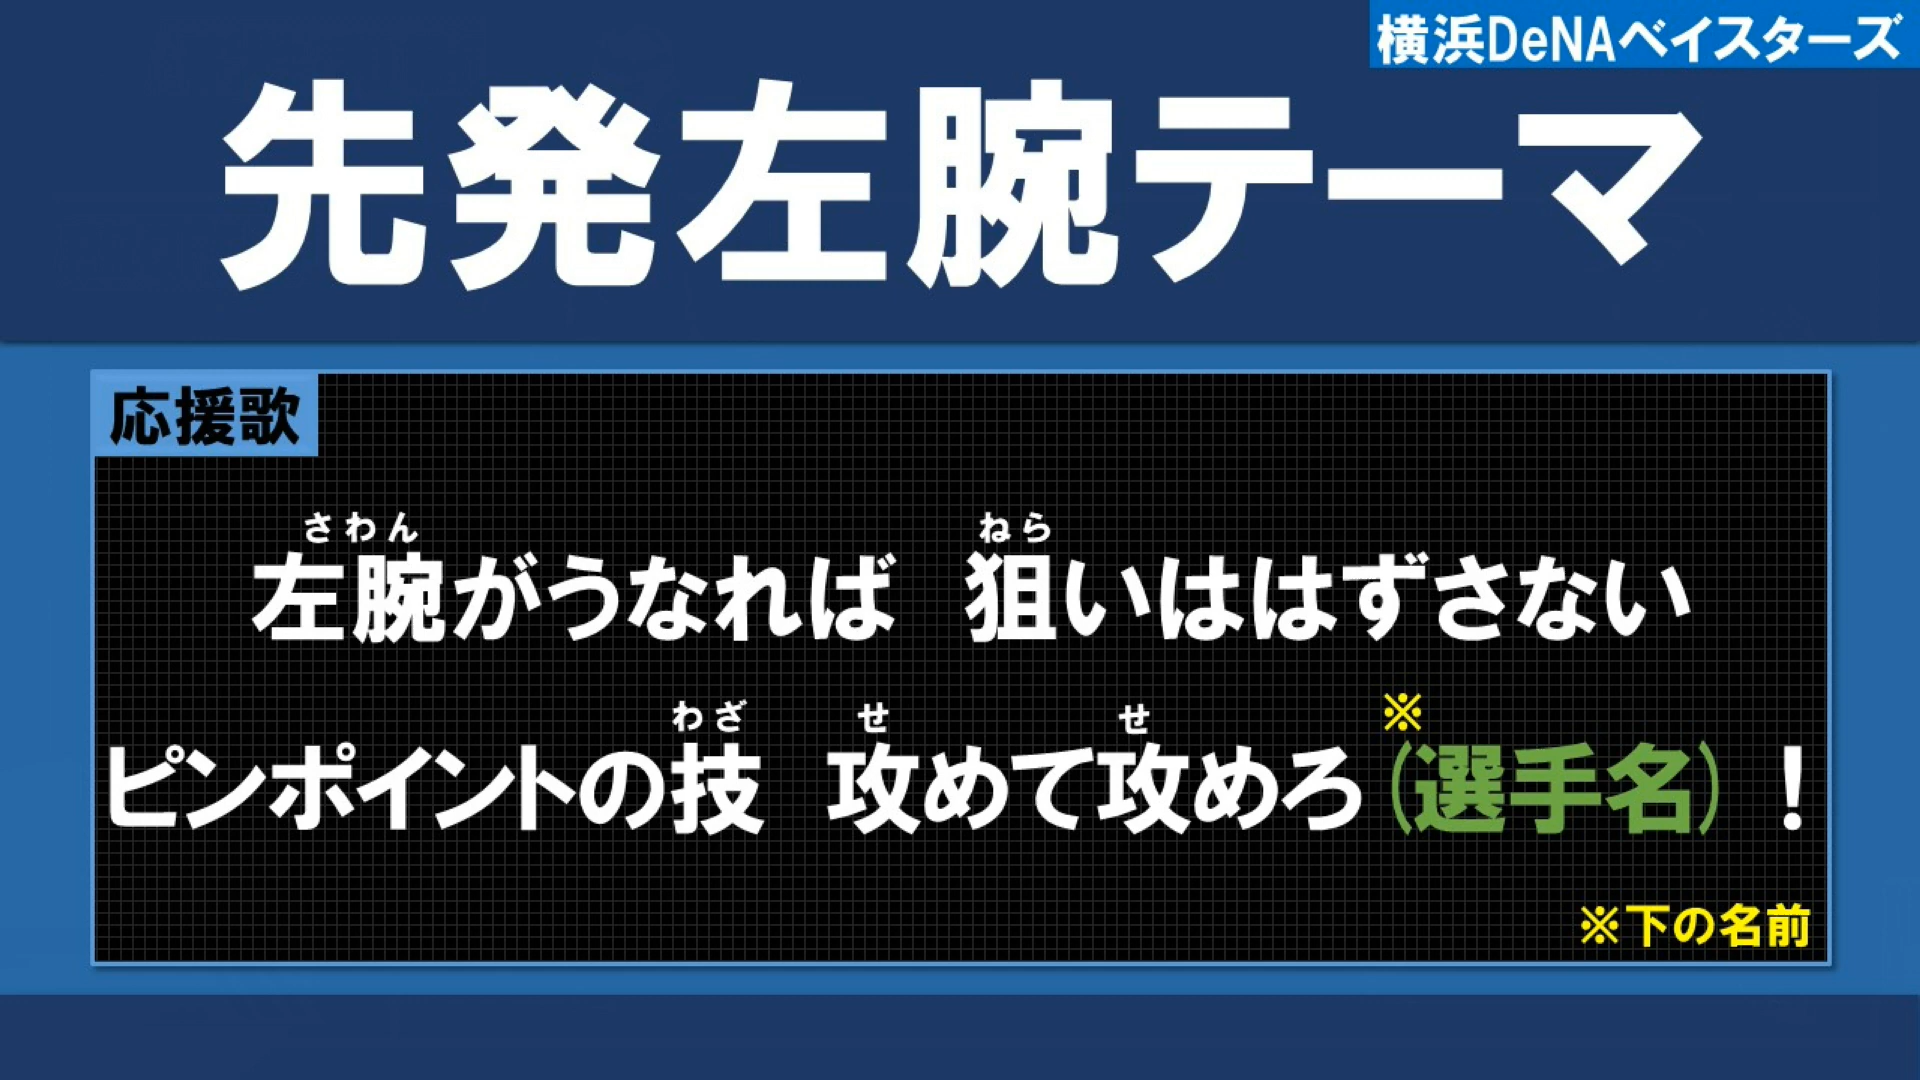 横浜DeNAベイスターズ
先発左腕テーマ
応援歌
さわん ねら
左腕がうなれば 狙いははずさない
わざ せ せ ※
ピンポイントの技 攻めて攻めろ(選手名)！
※下の名前